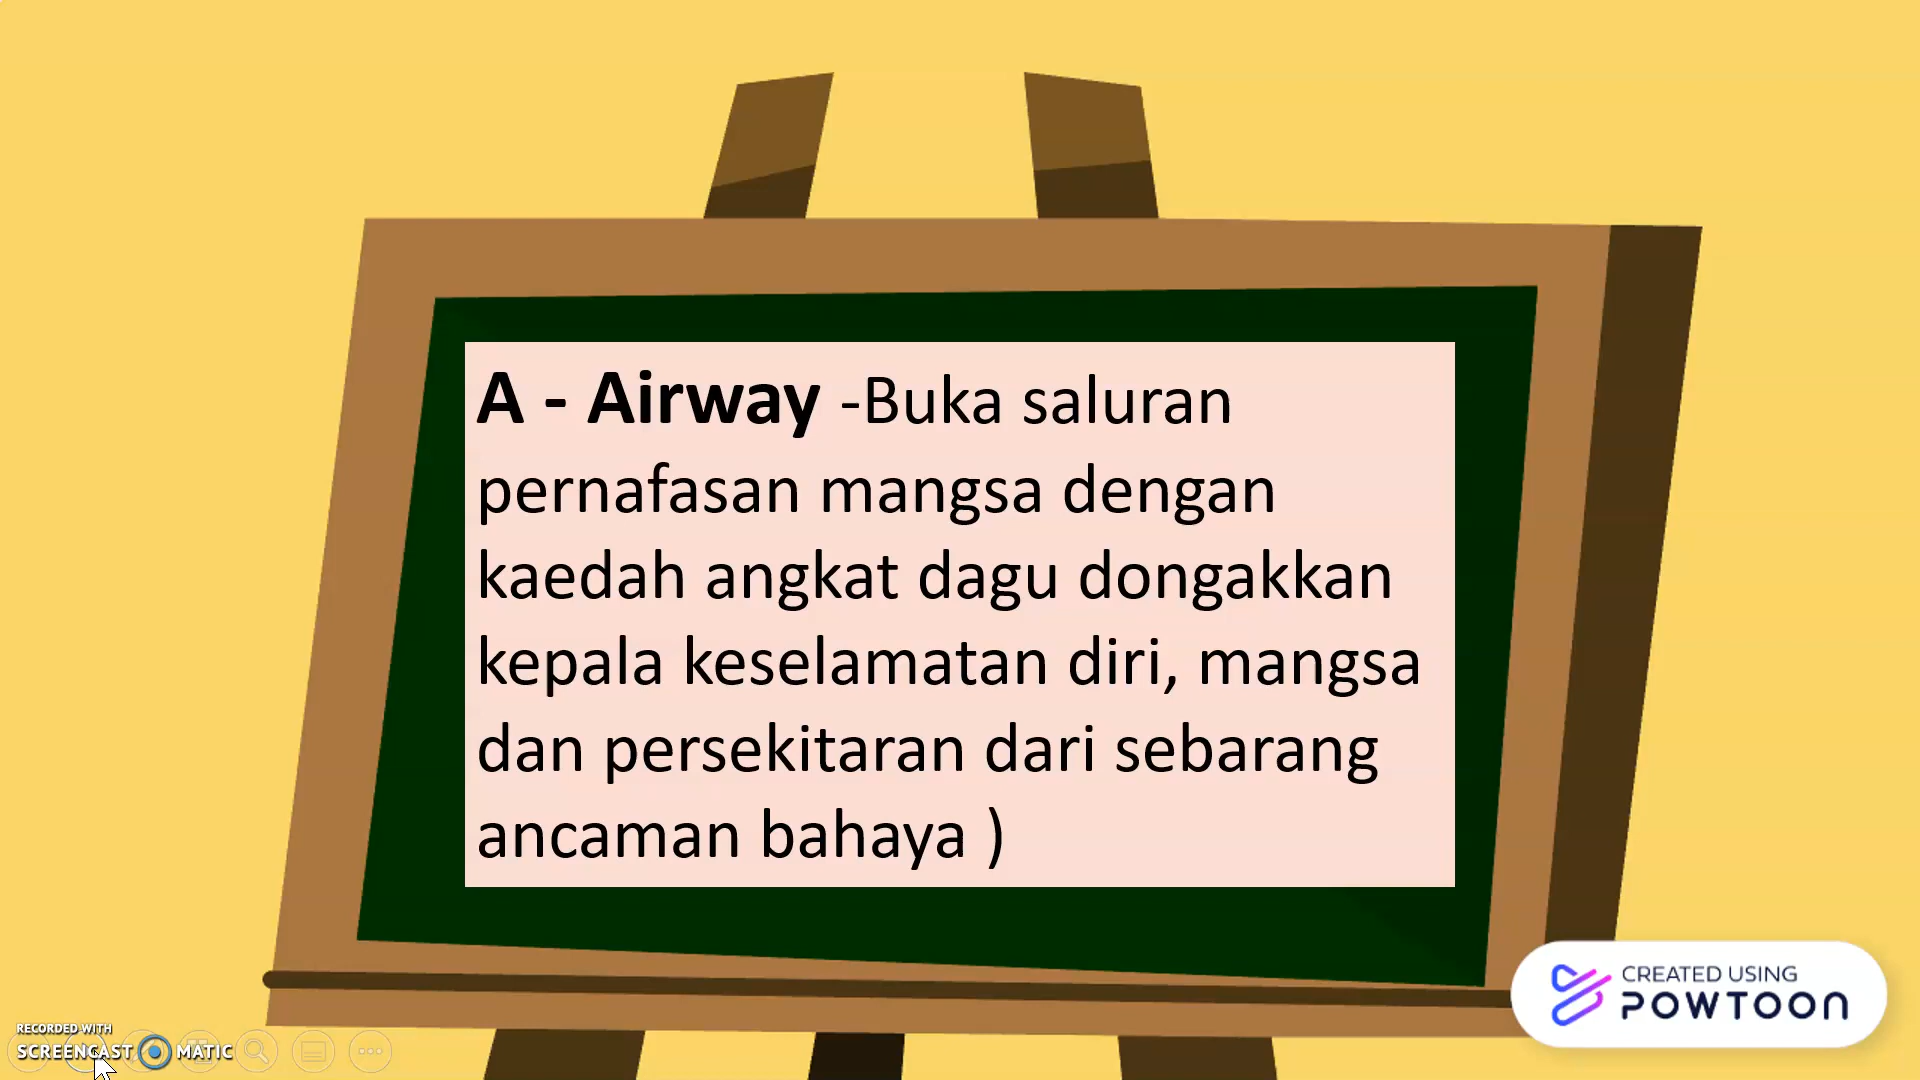 A - Airway -Buka saluran
pernafasan mangsa dengan
kaedah angkat dagu dongakkan
kepala keselamatan diri, mangsa
dan persekitaran dari sebarang
ancaman bahaya )
CREATED USING
POWTOON
RECORDED WITH
SCREENCAST MATIC